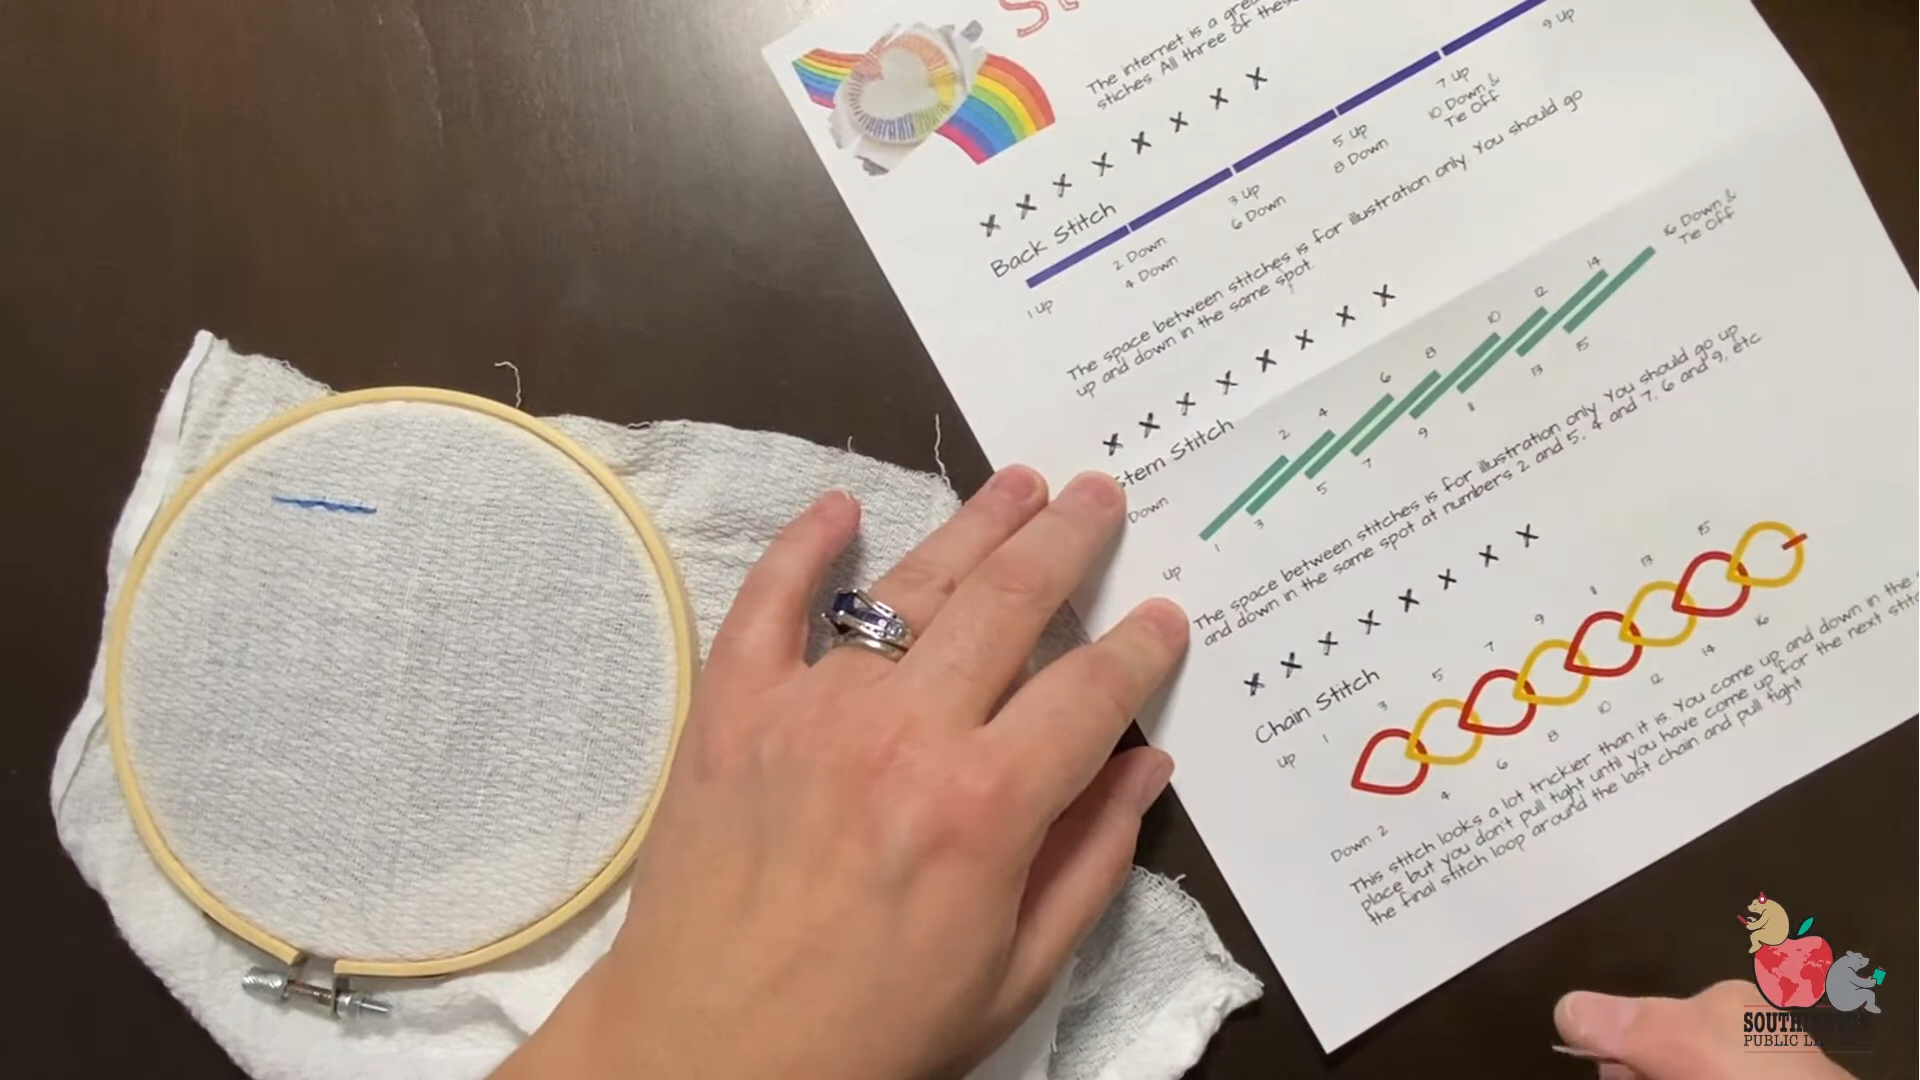 The internet is a
stiches. All three of these
x x x x x x x x
Back Stitch
1 Up
2 Down
4 Down
3 Up
6 Down
5 Up
8 Down
7 Up
10 Down &
Tie Off
9 Up
The space between stitches is for illustration only. You should go
up and down in the same spot.
x x x x x x x x
Stem Stitch
Down
2
4
6
8
10
12
14
16 Down &
Tie Off
Up
1
3
5
7
9
11
13
15
The space between stitches is for illustration only. You should go up
and down in the same spot at numbers 2 and 5, 4 and 7, 6 and 9, etc
x x x x x x x x
Chain Stitch
Up
1
3
5
7
9
11
13
15
Down 2
4
6
8
10
12
14
16
This stitch looks a lot trickier than it is. You come up and down in the
place but you don't pull tight until you have come up for the next
the final stitch loop around the last chain and pull tight
PUBLIC